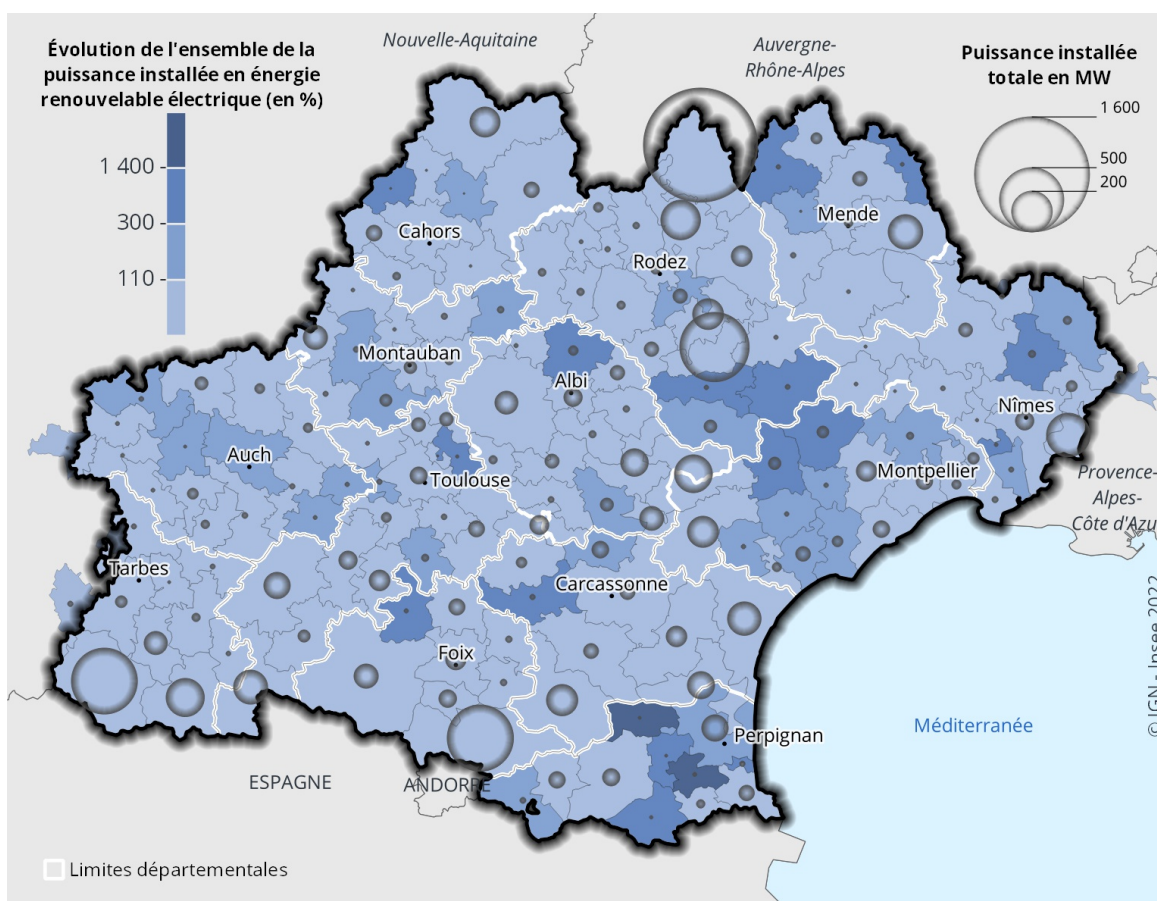 Évolution de l'ensemble de la
puissance installée en énergie
renouvelable électrique (en %)
1 400
300
110
Nouvelle-Aquitaine
Auvergne-
Rhône-Alpes
Puissance installée
totale en MW
1 600
500
200
Mende
Cahors
Rodez
Montauban
Albi
Nîmes
Auch
Toulouse
Montpellier
Provence-
Alpes-
Côte d'Azu
Tarbes
Carcassonne
Foix
Perpignan
Méditerranée
ESPAGNE
ANDORRE
Limites départementales
© IGN - Insee 2022